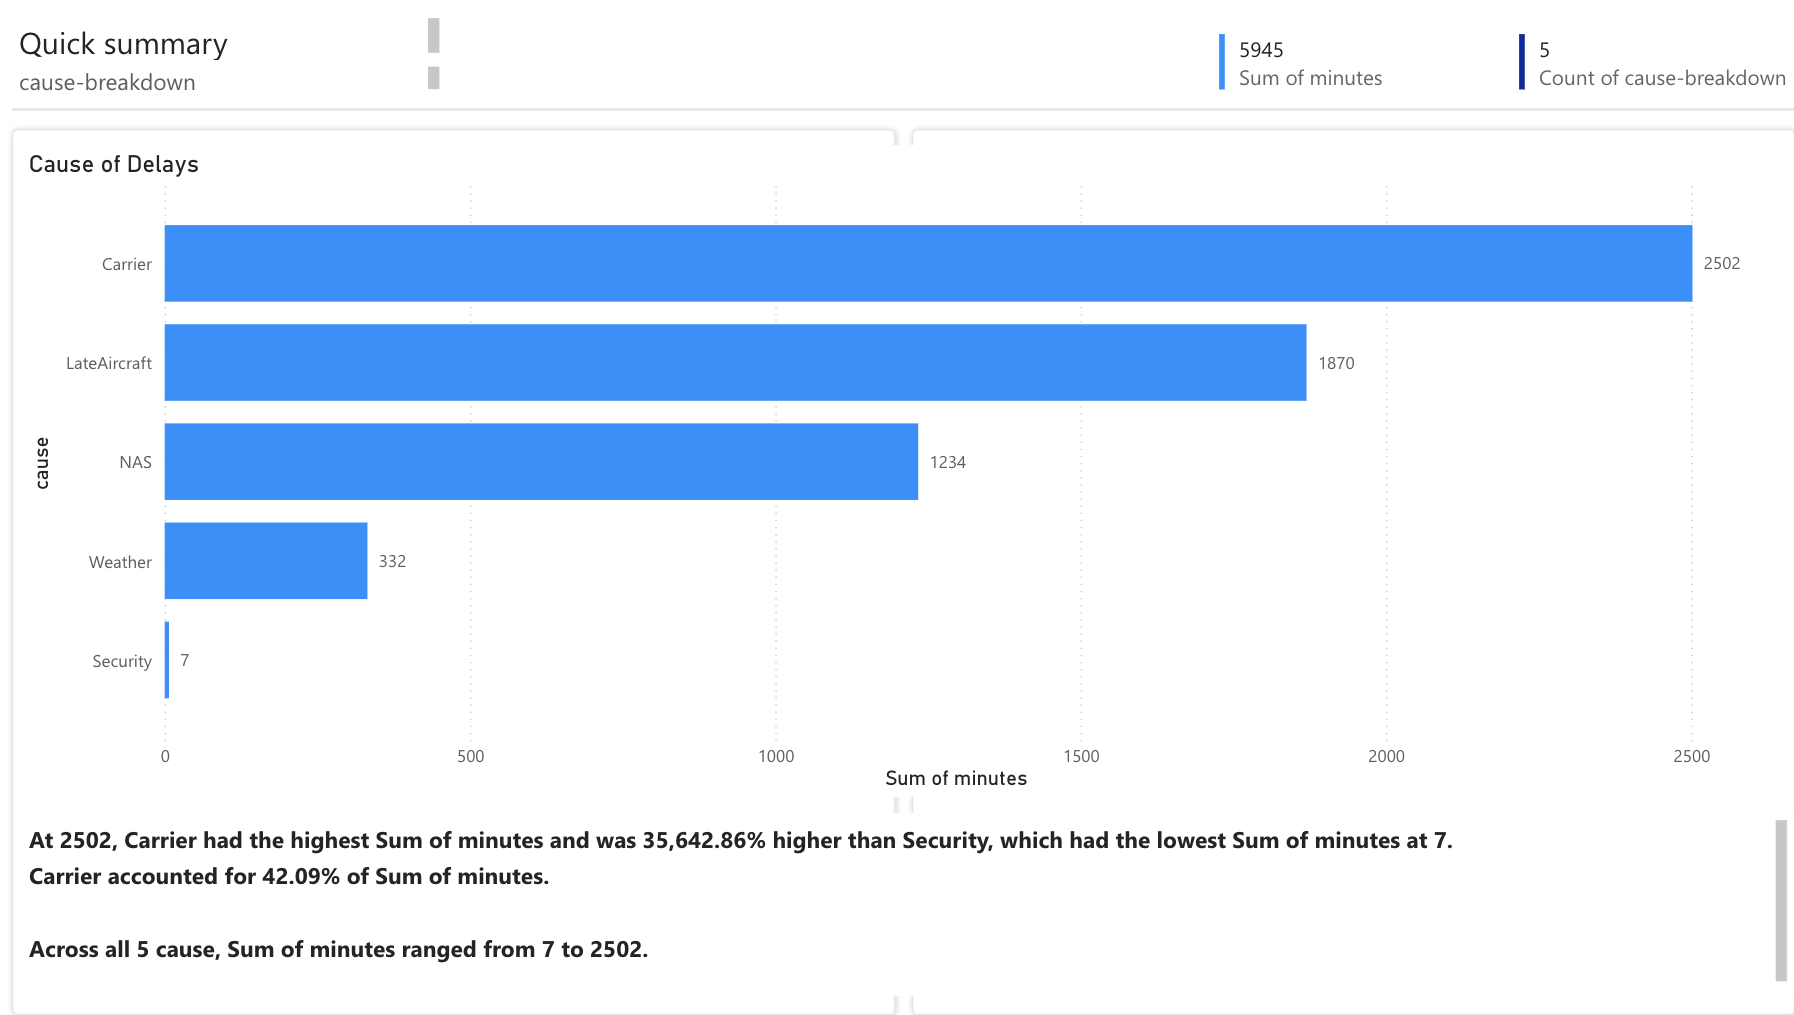 Quick summary
cause-breakdown
5945
Sum of minutes
5
Count of cause-breakdown
Cause of Delays
cause
Carrier
2502
LateAircraft
1870
NAS
1234
Weather
332
Security
7
0 500 1000 1500 2000 2500
Sum of minutes
At 2502, Carrier had the highest Sum of minutes and was 35,642.86% higher than Security, which had the lowest Sum of minutes at 7.
Carrier accounted for 42.09% of Sum of minutes.
Across all 5 cause, Sum of minutes ranged from 7 to 2502.